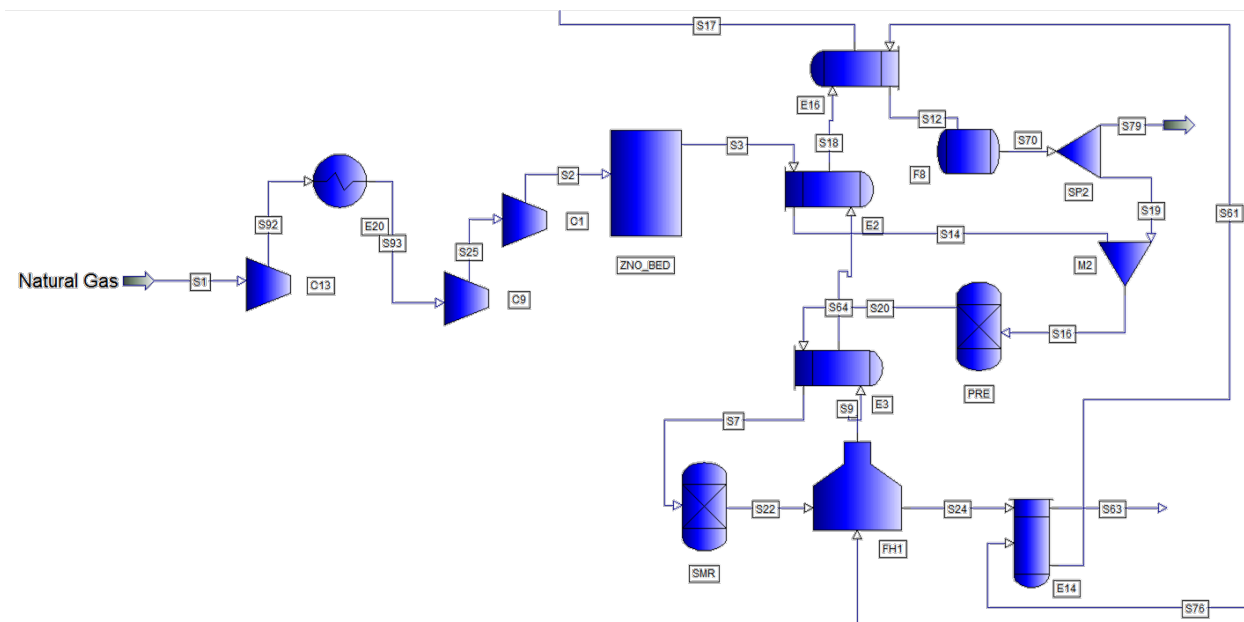 S17
E16
S12
S70
S79
F8
SP2
S18
S3
S2
C1
S19
S61
S92
E20
S93
S25
E2
S14
M2
ZNO_BED
Natural Gas
S1
C13
C9
S64
S20
S16
PRE
S9
E3
S7
S22
S24
S63
FH1
SMR
E14
S76